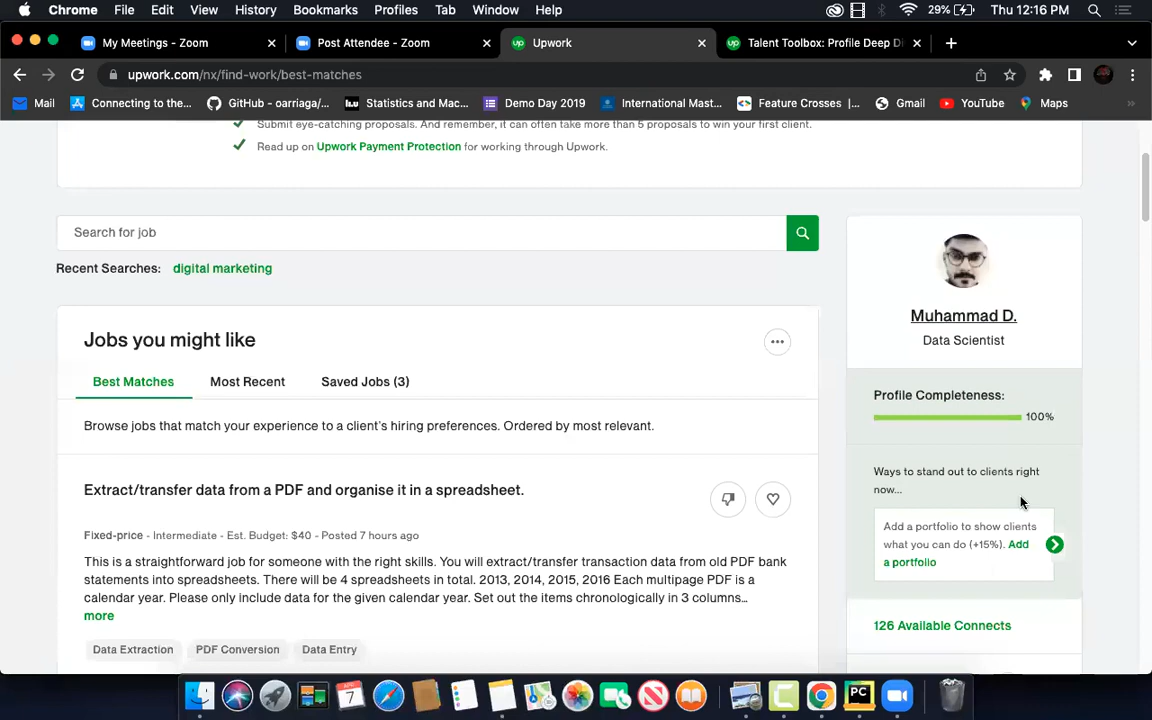 Chrome File Edit View History Bookmarks Profiles Tab Window Help 29% Thu 12:16 PM
My Meetings - Zoom Post Attendee - Zoom up Upwork up Talent Toolbox: Profile Deep Di
upwork.com/nx/find-work/best-matches
Mail Connecting to the... GitHub - oarriaga/... Statistics and Mac... Demo Day 2019 International Mast... Feature Crosses |... Gmail YouTube Maps
Submit eye-catching proposals. And remember, it can often take more than 5 proposals to win your first client.
Read up on Upwork Payment Protection for working through Upwork.
Search for job
Recent Searches: digital marketing
Jobs you might like
Best Matches Most Recent Saved Jobs (3)
Browse jobs that match your experience to a client's hiring preferences. Ordered by most relevant.
Extract/transfer data from a PDF and organise it in a spreadsheet.
Fixed-price - Intermediate - Est. Budget: $40 - Posted 7 hours ago
This is a straightforward job for someone with the right skills. You will extract/transfer transaction data from old PDF bank
statements into spreadsheets. There will be 4 spreadsheets in total. 2013, 2014, 2015, 2016 Each multipage PDF is a
calendar year. Please only include data for the given calendar year. Set out the items chronologically in 3 columns...
more
Data Extraction PDF Conversion Data Entry
Muhammad D.
Data Scientist
Profile Completeness:
100%
Ways to stand out to clients right
now...
Add a portfolio to show clients
what you can do (+15%). Add
a portfolio
126 Available Connects
7
PC